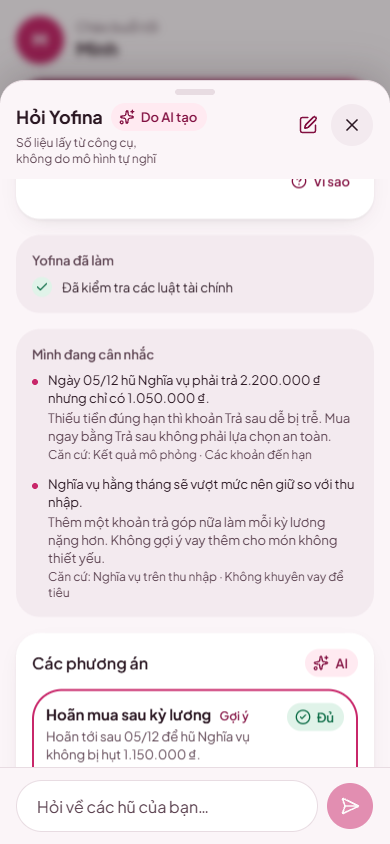 Chào buổi tối
M
Minh
Hỏi Yofina
Do AI tạo
Số liệu lấy từ công cụ,
không do mô hình tự nghĩ
Vì sao
Yofina đã làm
Đã kiểm tra các luật tài chính
Mình đang cân nhắc
Ngày 05/12 hũ Nghĩa vụ phải trả 2.200.000 ₫
nhưng chỉ có 1.050.000 ₫.
Thiếu tiền đúng hạn thì khoản Trả sau dễ bị trễ. Mua
ngay bằng Trả sau không phải lựa chọn an toàn.
Căn cứ: Kết quả mô phỏng · Các khoản đến hạn
Nghĩa vụ hằng tháng sẽ vượt mức nên giữ so với thu
nhập.
Thêm một khoản trả góp nữa làm mỗi kỳ lương
nặng hơn. Không gợi ý vay thêm cho món không
thiết yếu.
Căn cứ: Nghĩa vụ trên thu nhập · Không khuyên vay để
tiêu
Các phương án
AI
Hoãn mua sau kỳ lương Gợi ý
Đủ
Hoãn tới sau 05/12 để hũ Nghĩa vụ
không bị hụt 1.150.000 ₫.
Hỏi về các hũ của bạn...